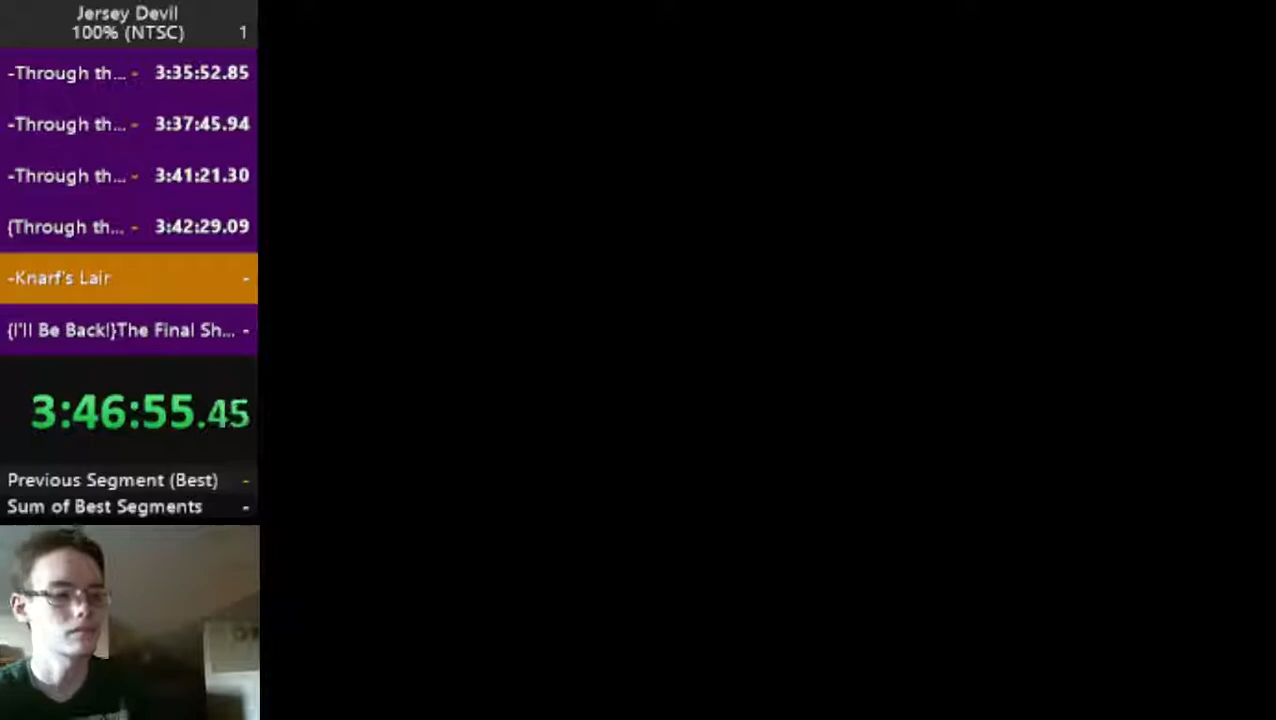 Jersey Devil
100% (NTSC) 1
-Through th... - 3:35:52.85
-Through th... - 3:37:45.94
-Through th... - 3:41:21.30
{Through th... - 3:42:29.09
-Knarf's Lair -
{I'll Be Back!}The Final Sh... -
3:46:55.45
Previous Segment (Best) -
Sum of Best Segments -